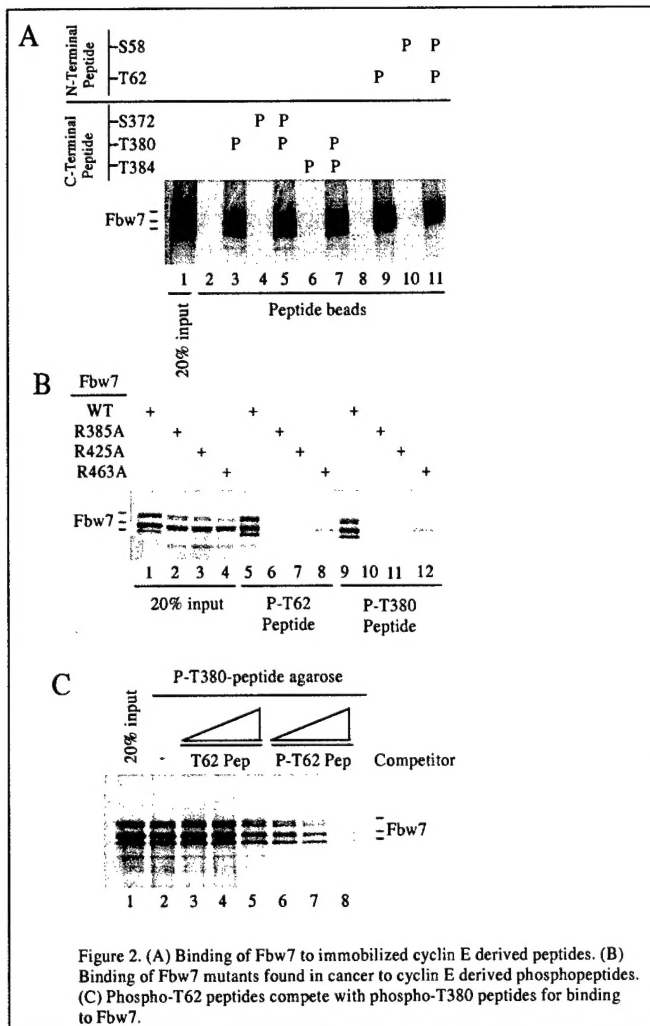 A
N-Terminal Peptide
S58 P P
T62 P P
C-Terminal Peptide
S372 P P
T380 P P P
T384 P P
Fbw7
1 2 3 4 5 6 7 8 9 10 11
20% input
Peptide beads
B
Fbw7
WT + + +
R385A + + +
R425A + + +
R463A + + +
Fbw7
1 2 3 4 5 6 7 8 9 10 11 12
20% input P-T62 Peptide P-T380 Peptide
C
P-T380-peptide agarose
20% input
- T62 Pep P-T62 Pep Competitor
Fbw7
1 2 3 4 5 6 7 8
Figure 2. (A) Binding of Fbw7 to immobilized cyclin E derived peptides. (B)
Binding of Fbw7 mutants found in cancer to cyclin E derived phosphopeptides.
(C) Phospho-T62 peptides compete with phospho-T380 peptides for binding
to Fbw7.